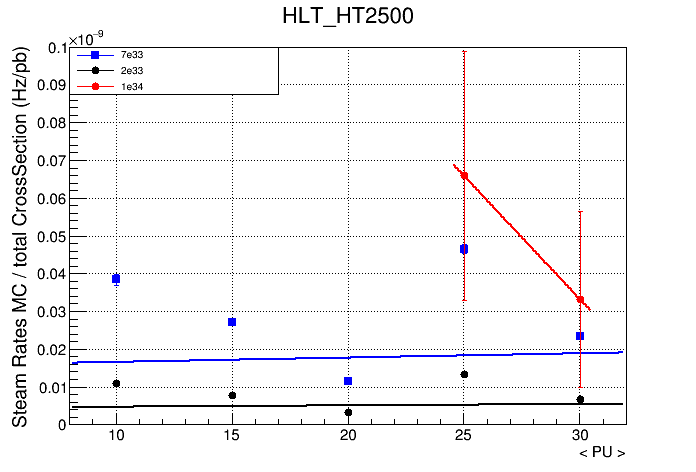 HLT_HT2500
×10⁻⁹
7e33
2e33
1e34
Steam Rates MC / total CrossSection (Hz/pb)
0.1
0.09
0.08
0.07
0.06
0.05
0.04
0.03
0.02
0.01
0
10 15 20 25 30
< PU >